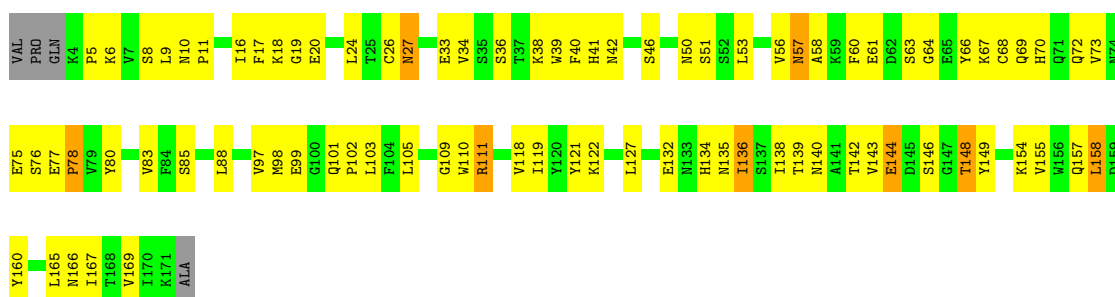 VAL PRO GLN K4 P5 K6 V7 S8 L9 N10 P11 I16 F17 K18 G19 E20 L24 T25 C26 N27 E33 V34 S35 S36 T37 K38 W39 F40 H41 N42 S46 N50 S51 S52 L53 V56 N57 A58 K59 F60 E61 D62 S63 G64 E65 Y66 K67 C68 Q69 H70 Q71 Q72 V73 N74
E75 S76 E77 P78 V79 Y80 V83 F84 S85 L88 V97 M98 E99 G100 Q101 P102 L103 F104 L105 G109 W110 R111 V118 I119 Y120 Y121 K122 L127 E132 N133 H134 N135 I136 S137 I138 T139 N140 A141 T142 V143 E144 D145 S146 G147 T148 Y149 K154 V155 W156 Q157 L158 D159
Y160 L165 N166 I167 T168 V169 I170 K171 ALA